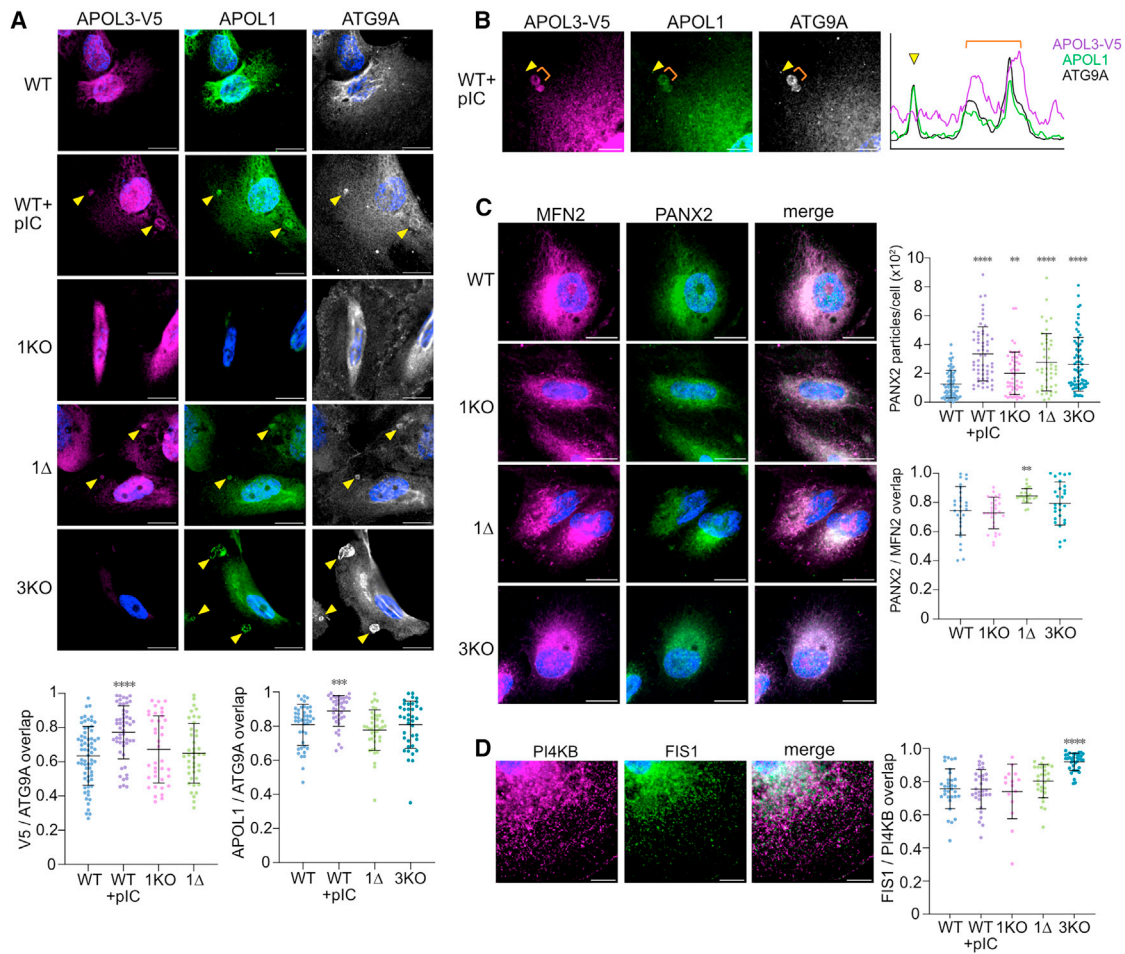 A
APOL3-V5 APOL1 ATG9A
WT
WT+
pIC
1KO
1Δ
3KO
V5 / ATG9A overlap
1
0.8
0.6
0.4
0.2
0
WT WT 1KO 1Δ
+pIC
****
APOL1 / ATG9A overlap
1.0
0.8
0.6
0.4
0.2
0
WT WT 1Δ 3KO
+pIC
***
B
APOL3-V5 APOL1 ATG9A
WT+
pIC
APOL3-V5
APOL1
ATG9A
C
MFN2 PANX2 merge
WT
1KO
1Δ
3KO
PANX2 particles/cell (x10²)
10
8
6
4
2
0
**** ** **** ****
WT WT 1KO 1Δ 3KO
+pIC
PANX2 / MFN2 overlap
1.0
0.8
0.6
0.4
0.2
0
**
WT 1KO 1Δ 3KO
D
PI4KB FIS1 merge
FIS1 / PI4KB overlap
1.0
0.8
0.6
0.4
0.2
0
****
WT WT 1KO 1Δ 3KO
+pIC